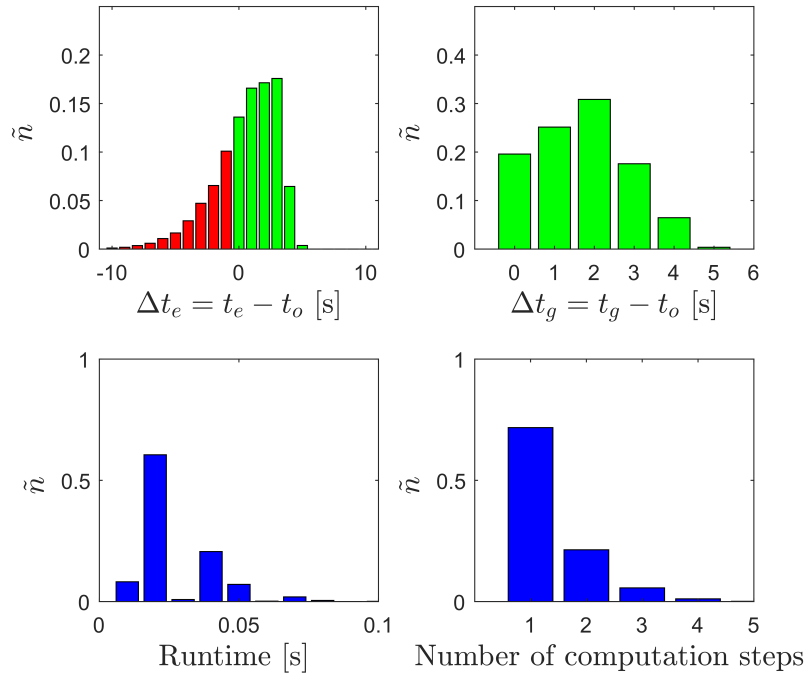 0.2
0.15
0.1
0.05
0
ñ
-10 0 10
Δt_e = t_e − t_o [s]
0.4
0.3
0.2
0.1
0
ñ
0 1 2 3 4 5 6
Δt_g = t_g − t_o [s]
1
0.5
0
ñ
0 0.05 0.1
Runtime [s]
1
0.5
0
ñ
1 2 3 4 5
Number of computation steps